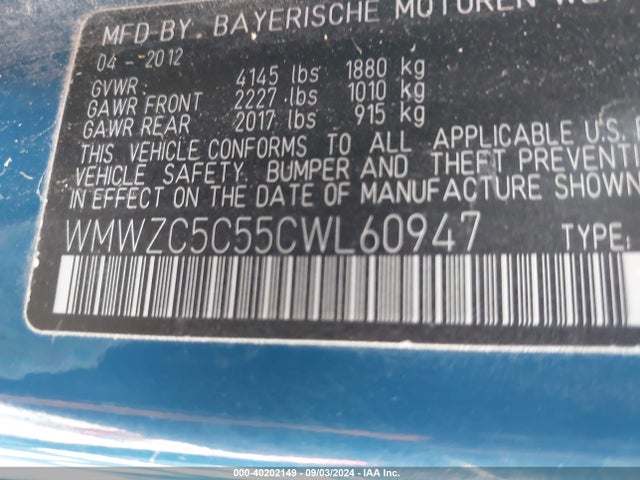 MFD BY. BAYERISCHE MOTOREN
04 - 2012
GVWR 4145 lbs 1880 kg
GAWR FRONT 2227 lbs 1010 kg
GAWR REAR 2017 lbs 915 kg
THIS VEHICLE CONFORMS TO ALL APPLICABLE U.S.
VEHICLE SAFETY, BUMPER AND THEFT PREVENTI
IN EFFECT ON THE DATE OF MANUFACTURE SHOWN
WMWZC5C55CWL60947 TYPE:
000-40202149 - 09/03/2024 - IAA Inc.